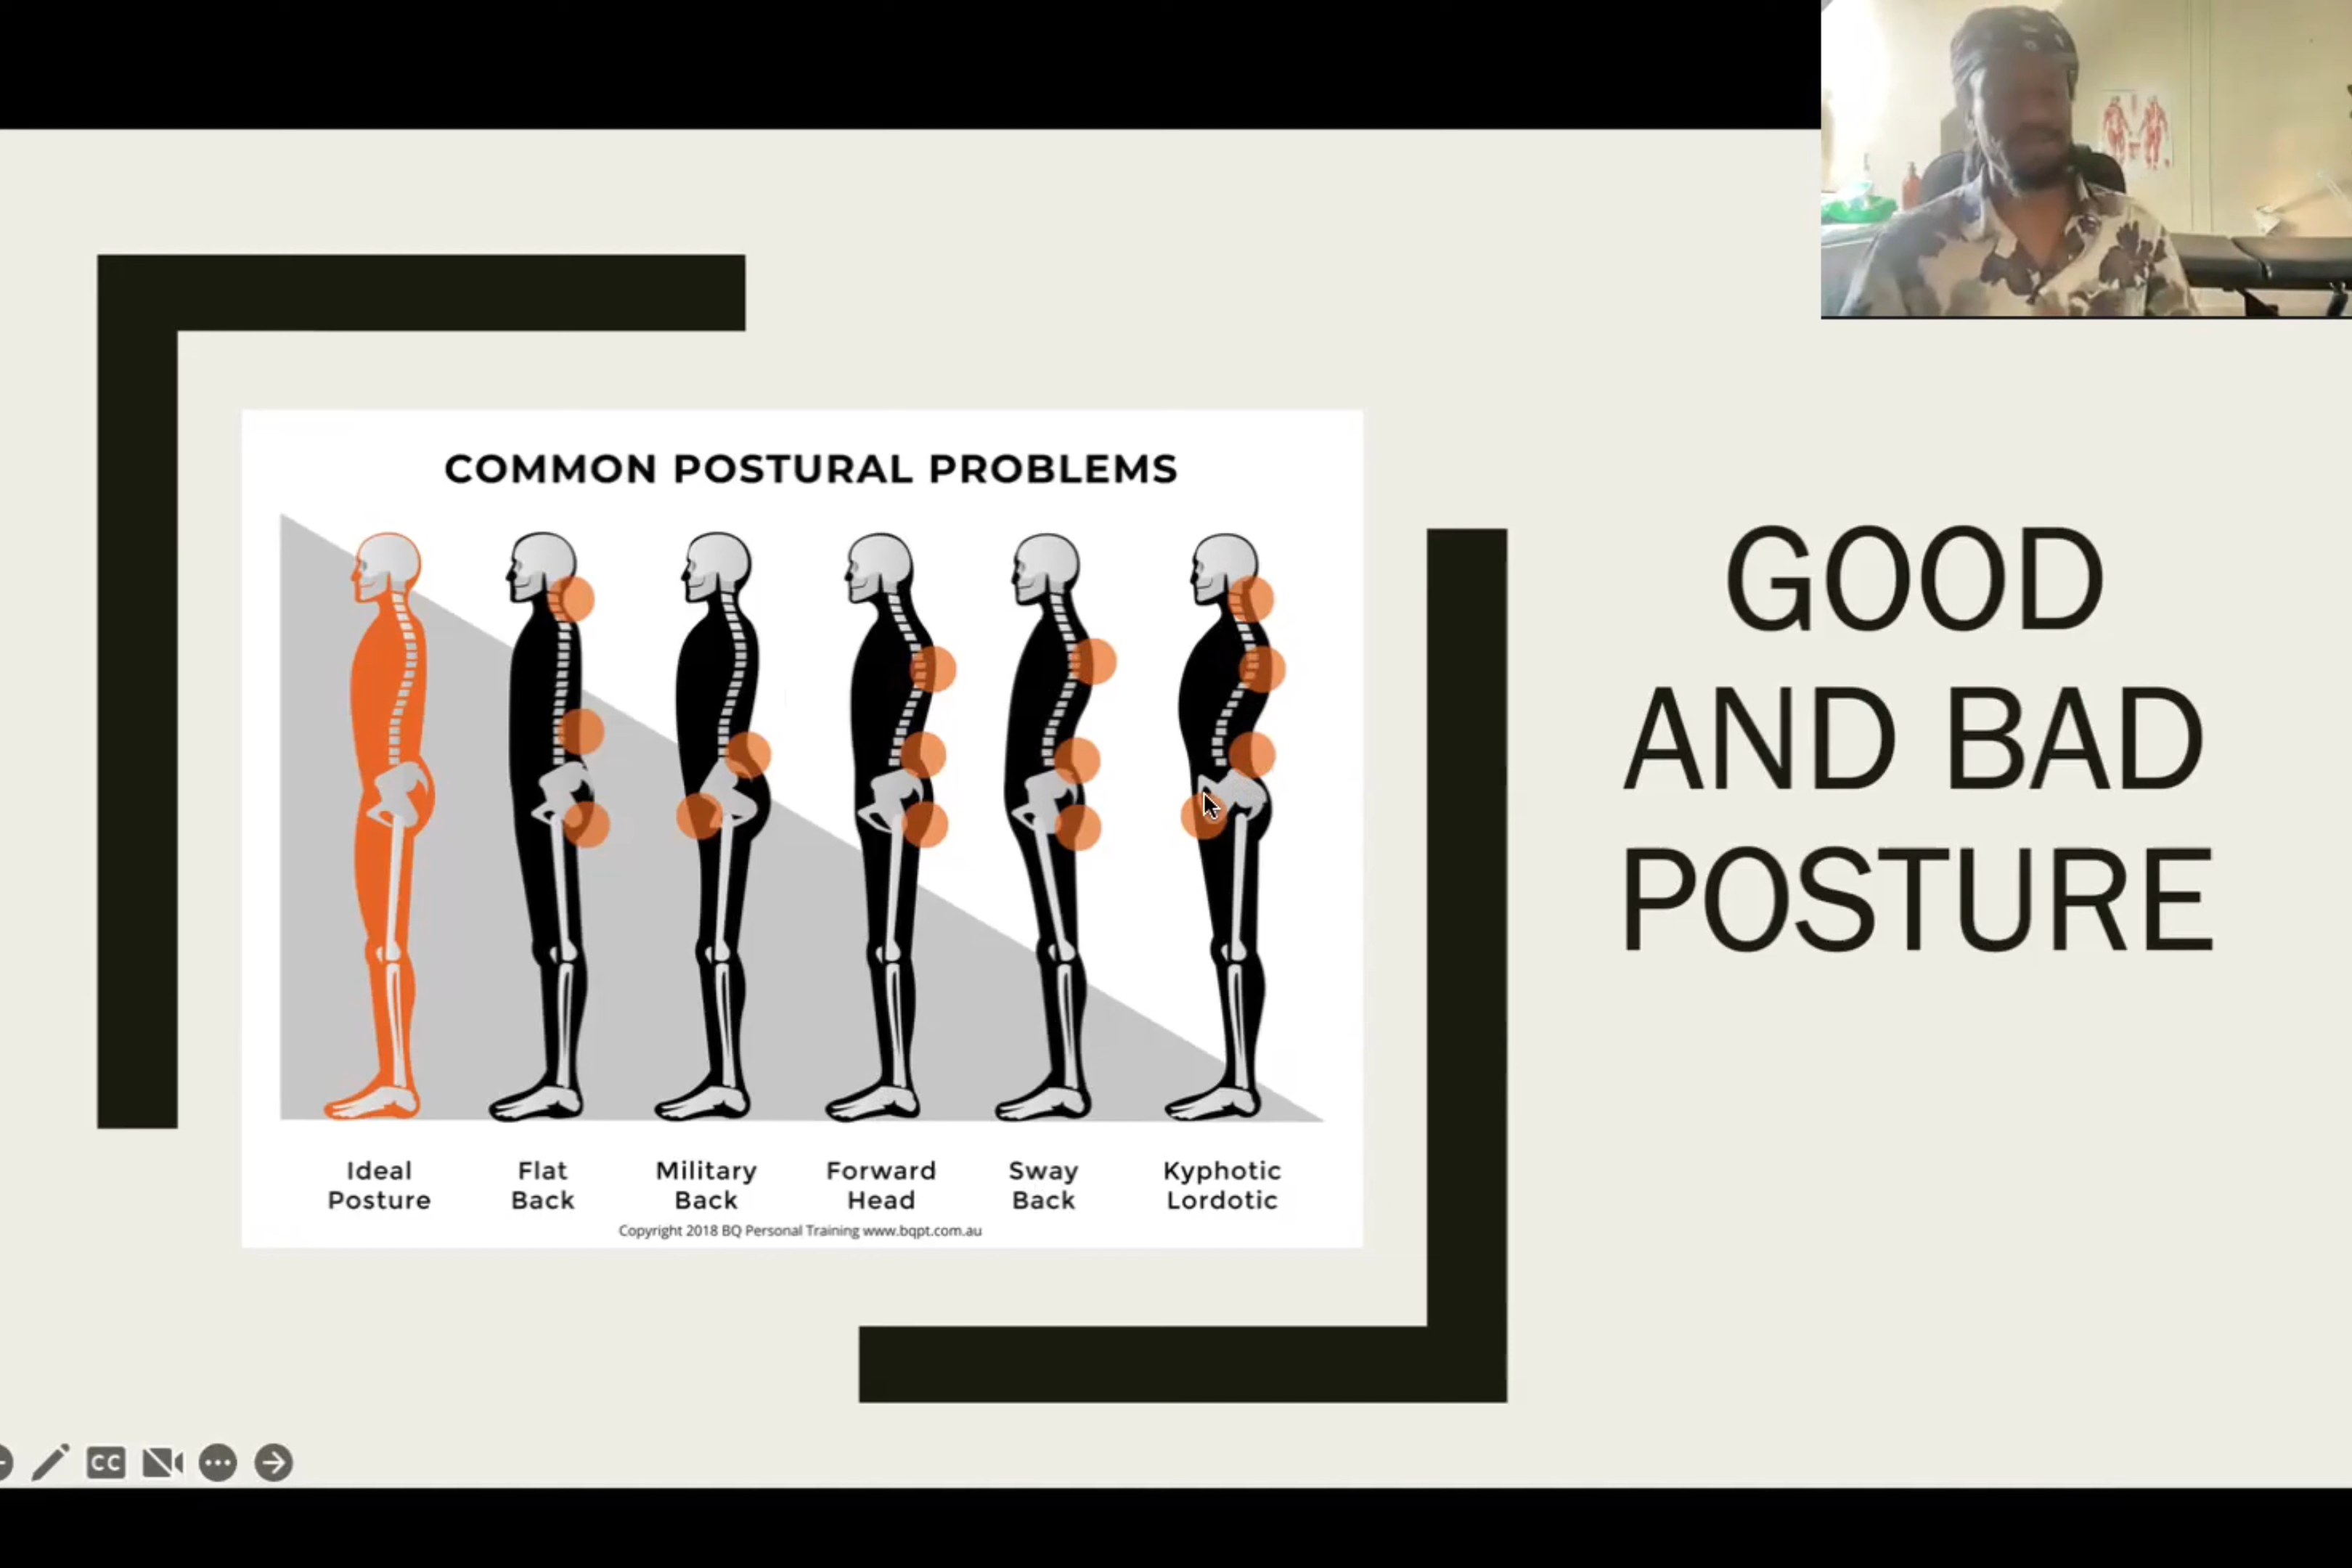 COMMON POSTURAL PROBLEMS
Ideal
Posture
Flat
Back
Military
Back
Forward
Head
Sway
Back
Kyphotic
Lordotic
Copyright 2018 BQ Personal Training www.bqpt.com.au
GOOD
AND BAD
POSTURE
CC